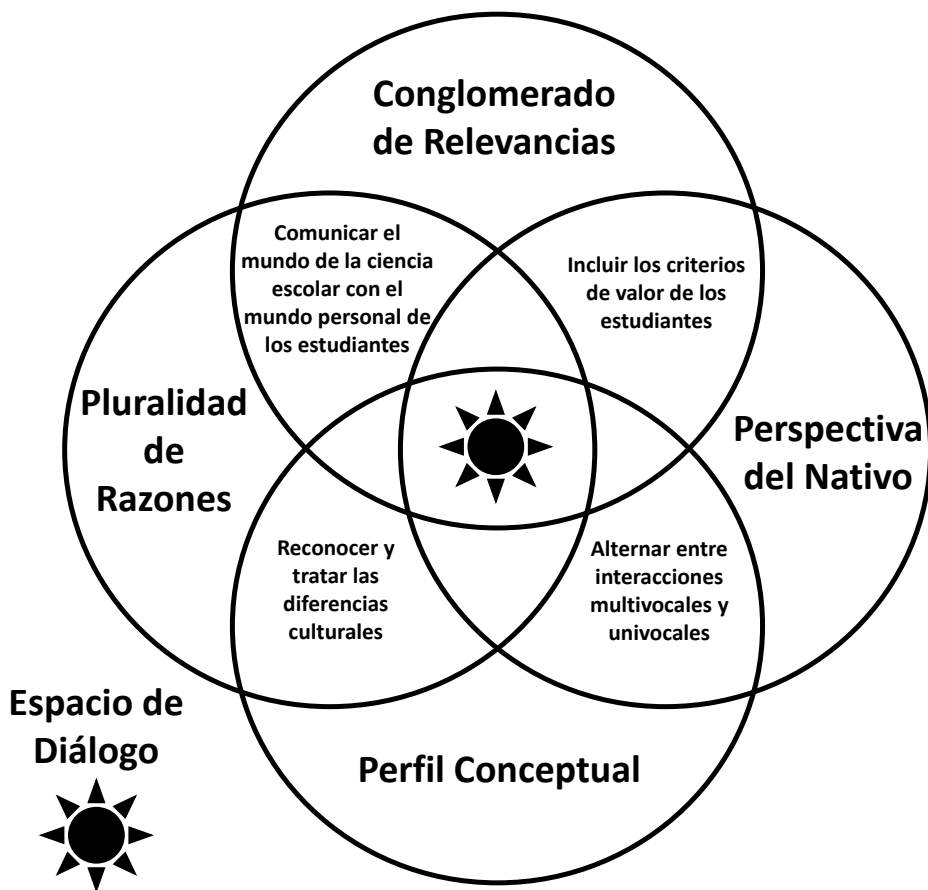 Conglomerado
de Relevancias
Comunicar el
mundo de la ciencia
escolar con el
mundo personal de
los estudiantes
Incluir los criterios
de valor de los
estudiantes
Pluralidad
de
Razones
Perspectiva
del Nativo
Reconocer y
tratar las
diferencias
culturales
Alternar entre
interacciones
multivocales y
univocales
Espacio de
Diálogo
Perfil Conceptual